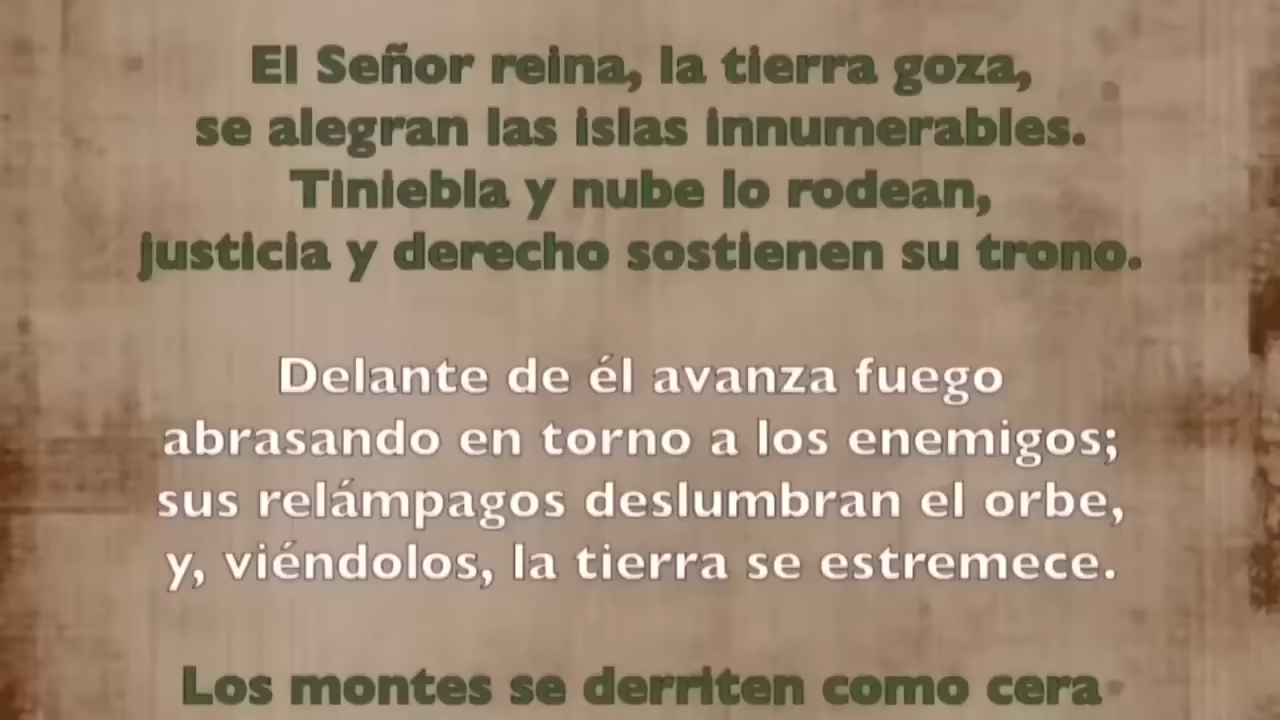 El Señor reina, la tierra goza,
se alegran las islas innumerables.
Tiniebla y nube lo rodean,
justicia y derecho sostienen su trono.
Delante de él avanza fuego
abrasando en torno a los enemigos;
sus relámpagos deslumbran el orbe,
y, viéndolos, la tierra se estremece.
Los montes se derriten como cera